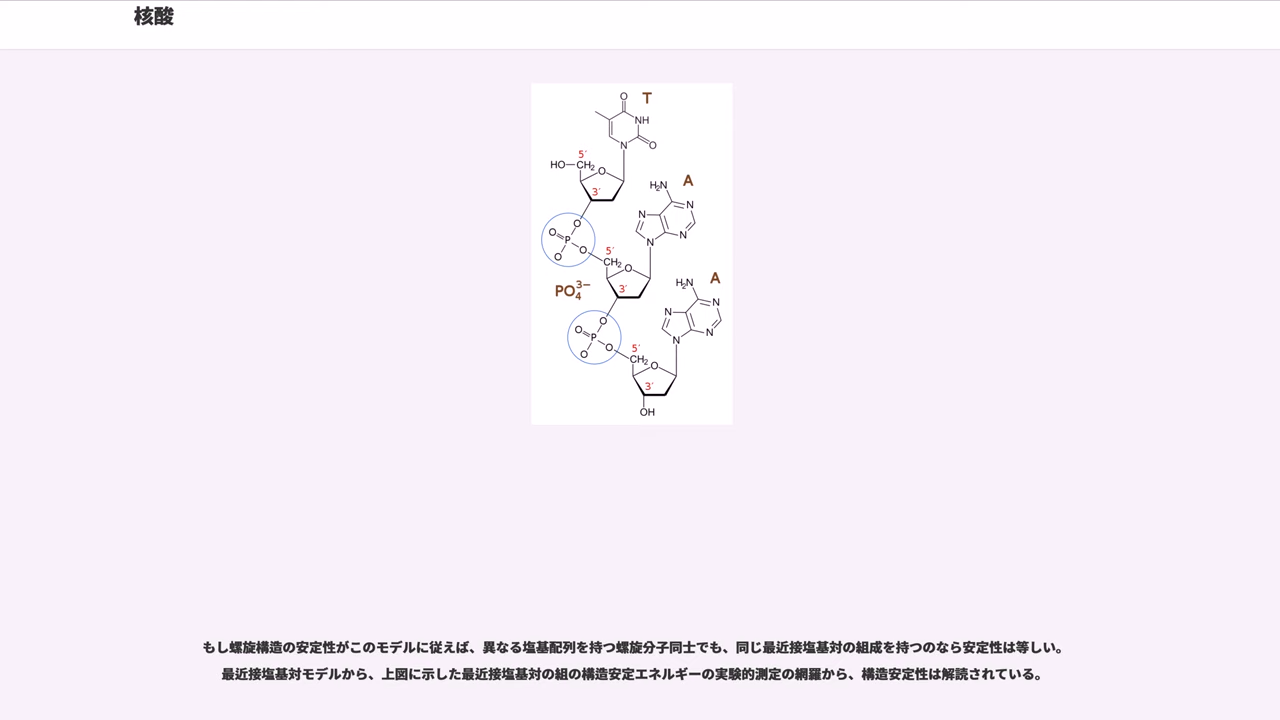 核酸
O
T
NH
N
O
5´
HO
CH2
O
3´
A
H2N
N
N
O
O
P
O
O
N
N
5´
CH2
O
A
H2N
PO4 3−
3´
N
N
O
O
P
O
O
N
N
5´
CH2
O
3´
OH
もし螺旋構造の安定性がこのモデルに従えば、異なる塩基配列を持つ螺旋分子同士でも、同じ最近接塩基対の組成を持つのなら安定性は等しい。
最近接塩基対モデルから、上図に示した最近接塩基対の組の構造安定エネルギーの実験的測定の網羅から、構造安定性は解読されている。